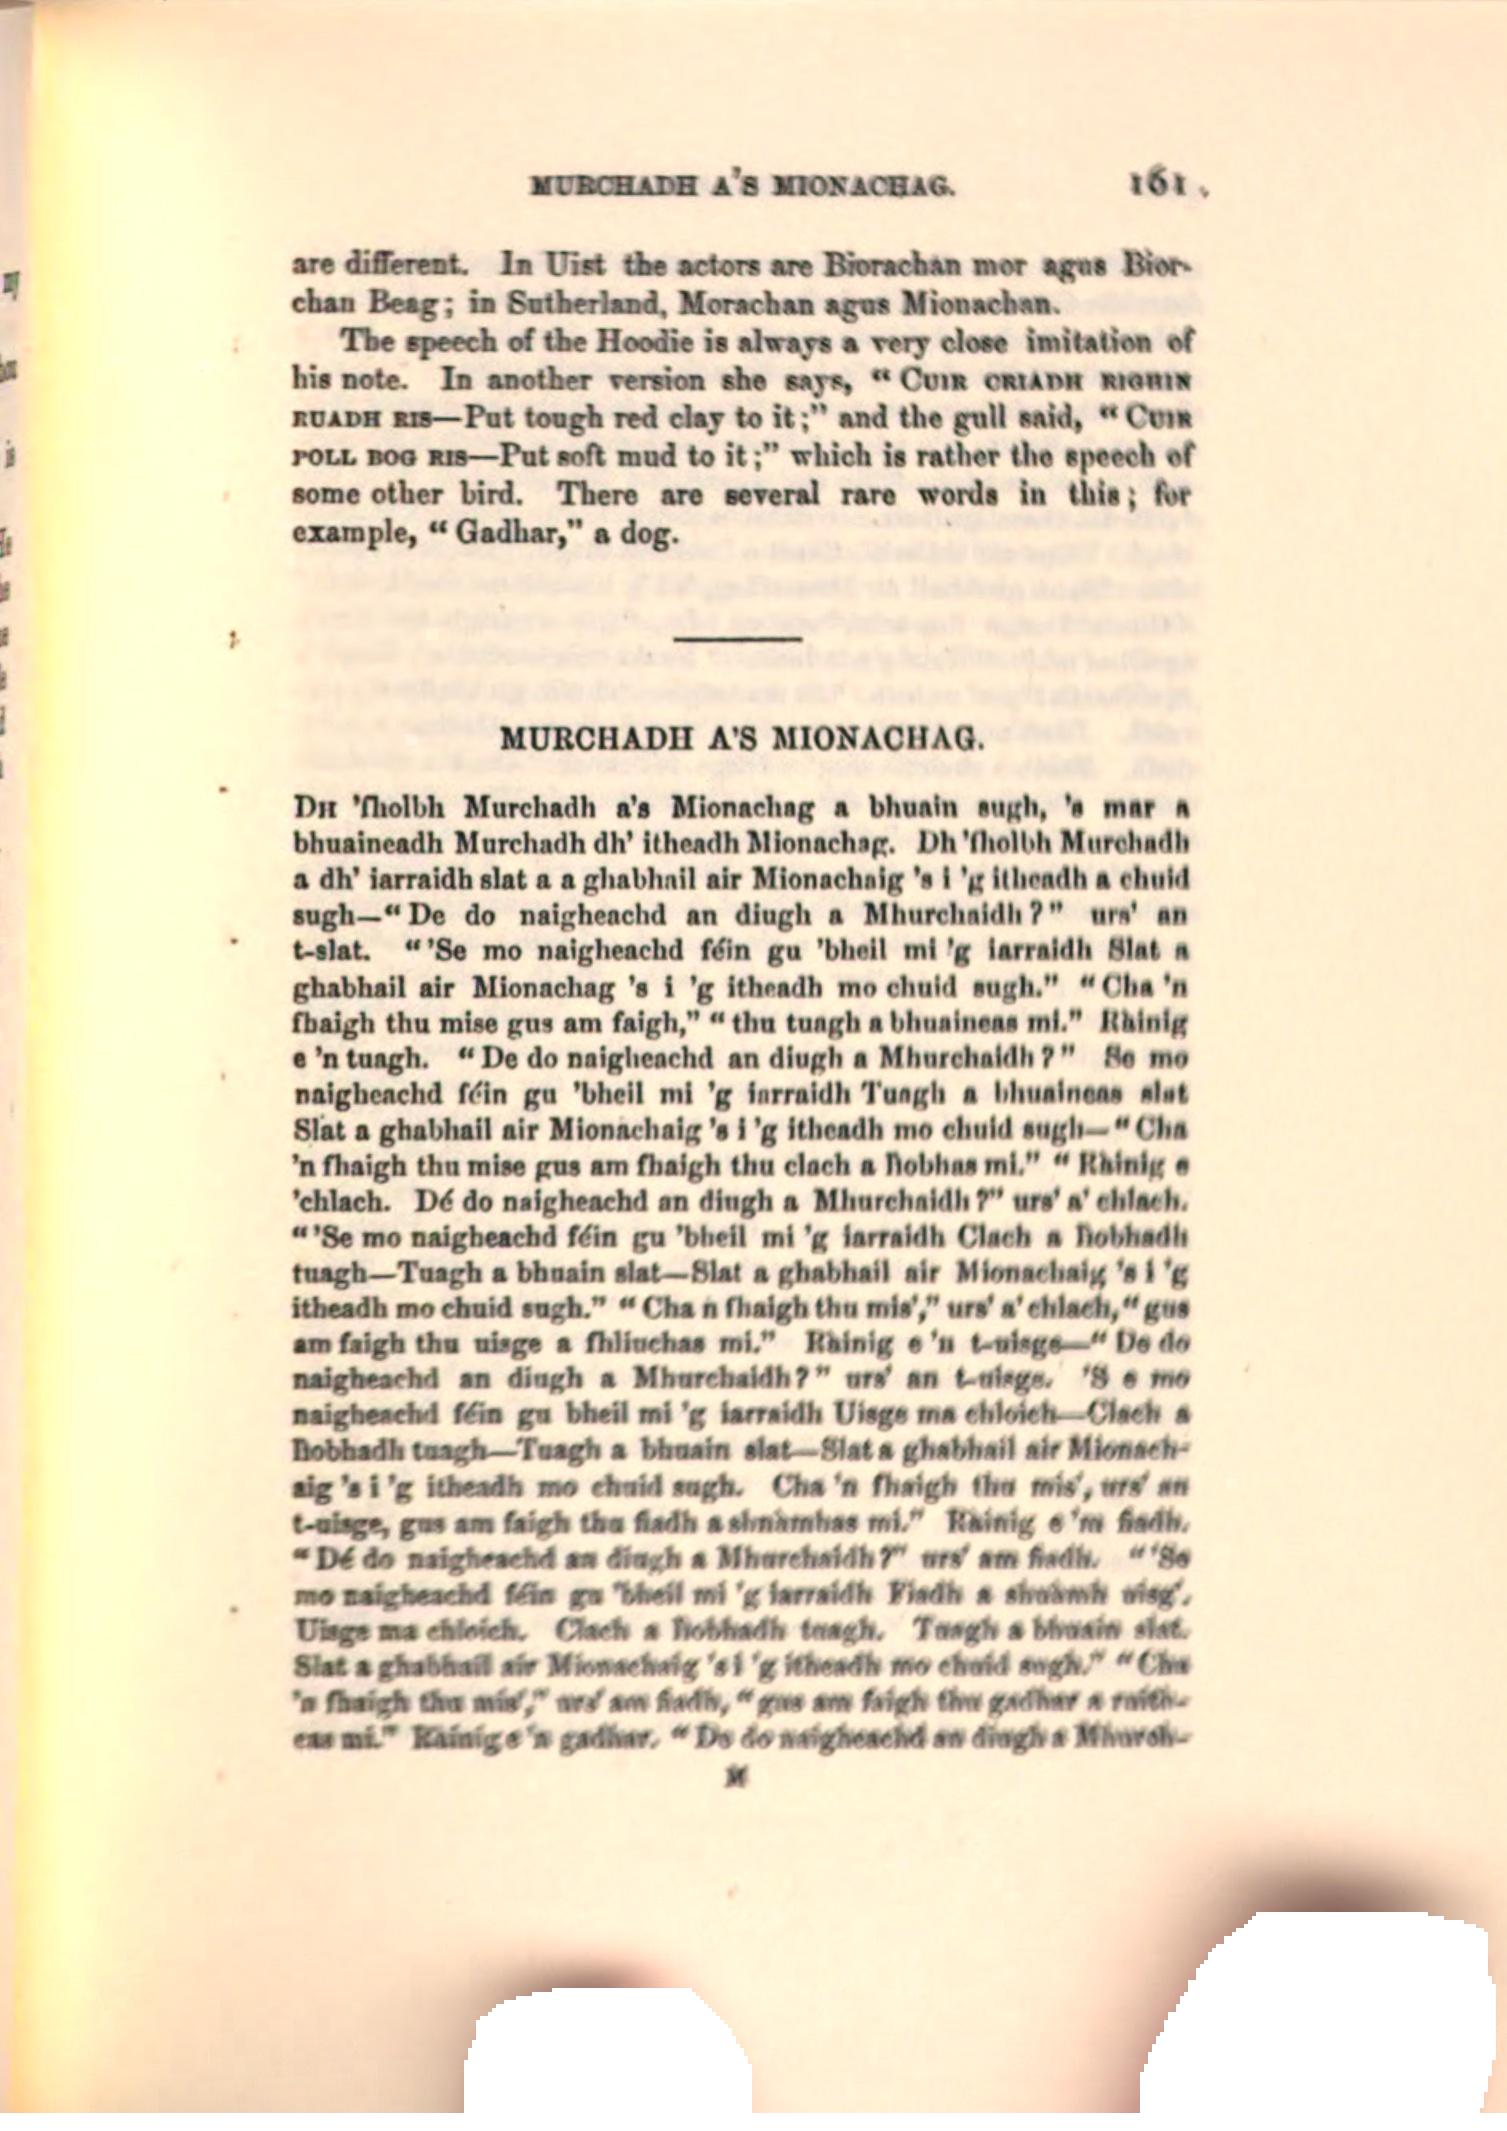 MURCHADH A'S MIONACHAG. 161
are different. In Uist the actors are Biorachan mor agus Bior-
chan Beag; in Sutherland, Morachan agus Mionachan.
The speech of the Hoodie is always a very close imitation of
his note. In another version she says, "CUIR CRIADH RIGHIN
RUADH RIS—Put tough red clay to it;" and the gull said, "CUIR
POLL BOG RIS—Put soft mud to it;" which is rather the speech of
some other bird. There are several rare words in this; for
example, "Gadhar," a dog.
MURCHADH A'S MIONACHAG.
DH 'fholbh Murchadh a's Mionachag a bhuain sugh, 's mar a
bhuaineadh Murchadh dh' itheadh Mionachag. Dh 'fholbh Murchadh
a dh' iarraidh slat a a ghabhail air Mionachaig 's i 'g itheadh a chuid
sugh—"De do naigheachd an diugh a Mhurchaidh?" urs' an
t-slat. "'Se mo naigheachd féin gu 'bheil mi 'g iarraidh Slat a
ghabhail air Mionachag 's i 'g itheadh mo chuid sugh." "Cha 'n
fhaigh thu mise gus am faigh," "thu tuagh a bhuaineas mi." Ràinig
e 'n tuagh. "De do naigheachd an diugh a Mhurchaidh?" Se mo
naigheachd féin gu 'bheil mi 'g iarraidh Tuagh a bhuaineas slat
Slat a ghabhail air Mionachaig 's i 'g itheadh mo chuid sugh—"Cha
'n fhaigh thu mise gus am fhaigh thu clach a liobhas mi." "Ràinig e
'chlach. Dé do naigheachd an diugh a Mhurchaidh?" urs' a' chlach.
"'Se mo naigheachd féin gu 'bheil mi 'g iarraidh Clach a liobhadh
tuagh—Tuagh a bhuain slat—Slat a ghabhail air Mionachaig 's i 'g
itheadh mo chuid sugh." "Cha n fhaigh thu mis'," urs' a' chlach, "gus
am faigh thu uisge a fhliuchas mi." Ràinig e 'n t-uisge—"De do
naigheachd an diugh a Mhurchaidh?" urs' an t-uisge. 'S e mo
naigheachd féin gu bheil mi 'g iarraidh Uisge ma chloich—Clach a
liobhadh tuagh—Tuagh a bhuain slat—Slat a ghabhail air Mionach-
aig 's i 'g itheadh mo chuid sugh. Cha 'n fhaigh thu mis', urs' an
t-uisge, gus am faigh thu fiadh a shnàmhas mi." Ràinig e 'm fiadh.
"Dé do naigheachd an diugh a Mhurchaidh?" urs' am fiadh. "'Se
mo naigheachd féin gu 'bheil mi 'g iarraidh Fiadh a shnàmh uisg'.
Uisge ma chloich. Clach a liobhadh tuagh. Tuagh a bhuain slat.
Slat a ghabhail air Mionachaig 's i 'g itheadh mo chuid sugh." "Cha
'n fhaigh thu mis'," urs' am fiadh, "gus am faigh thu gadhar a ruith-
eas mi." Ràinig e 'n gadhar. "De do naigheachd an diugh a Mhurch-
M